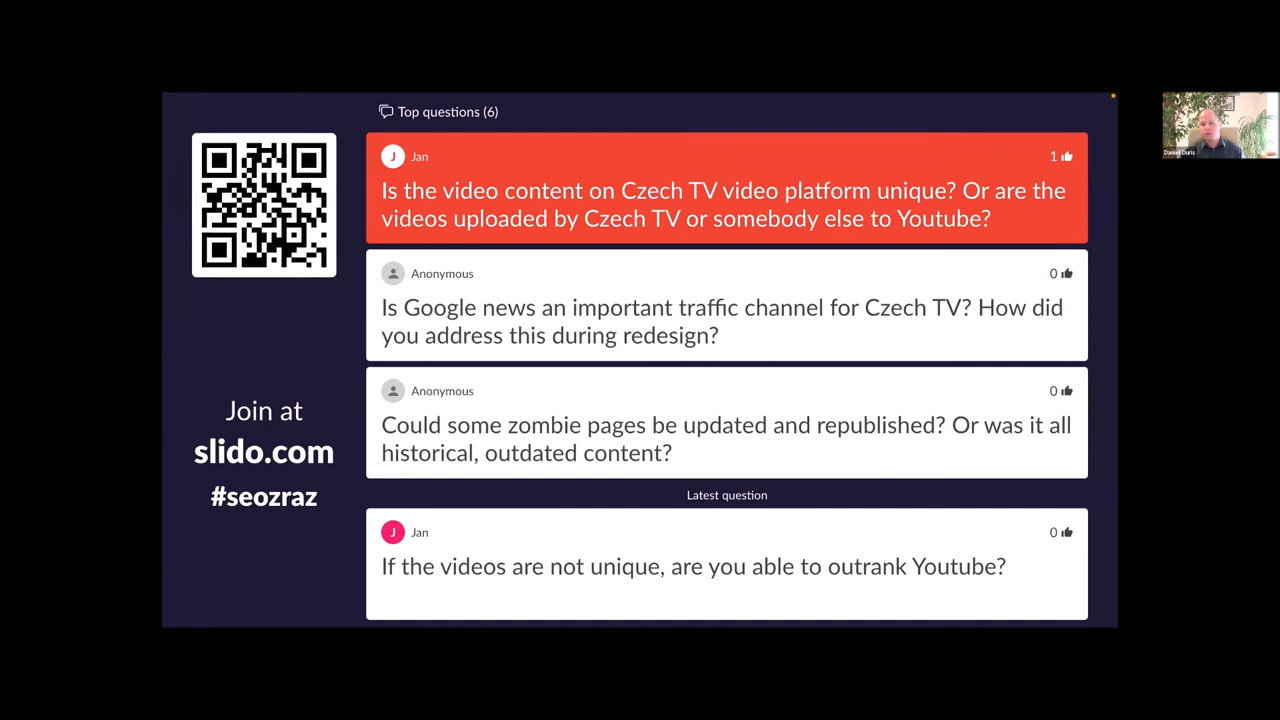 Top questions (6)
J Jan 1
Is the video content on Czech TV video platform unique? Or are the
videos uploaded by Czech TV or somebody else to Youtube?
Anonymous 0
Is Google news an important traffic channel for Czech TV? How did
you address this during redesign?
Anonymous 0
Could some zombie pages be updated and republished? Or was it all
historical, outdated content?
Latest question
J Jan 0
If the videos are not unique, are you able to outrank Youtube?
Join at
slido.com
#seozraz
Daniel Duris